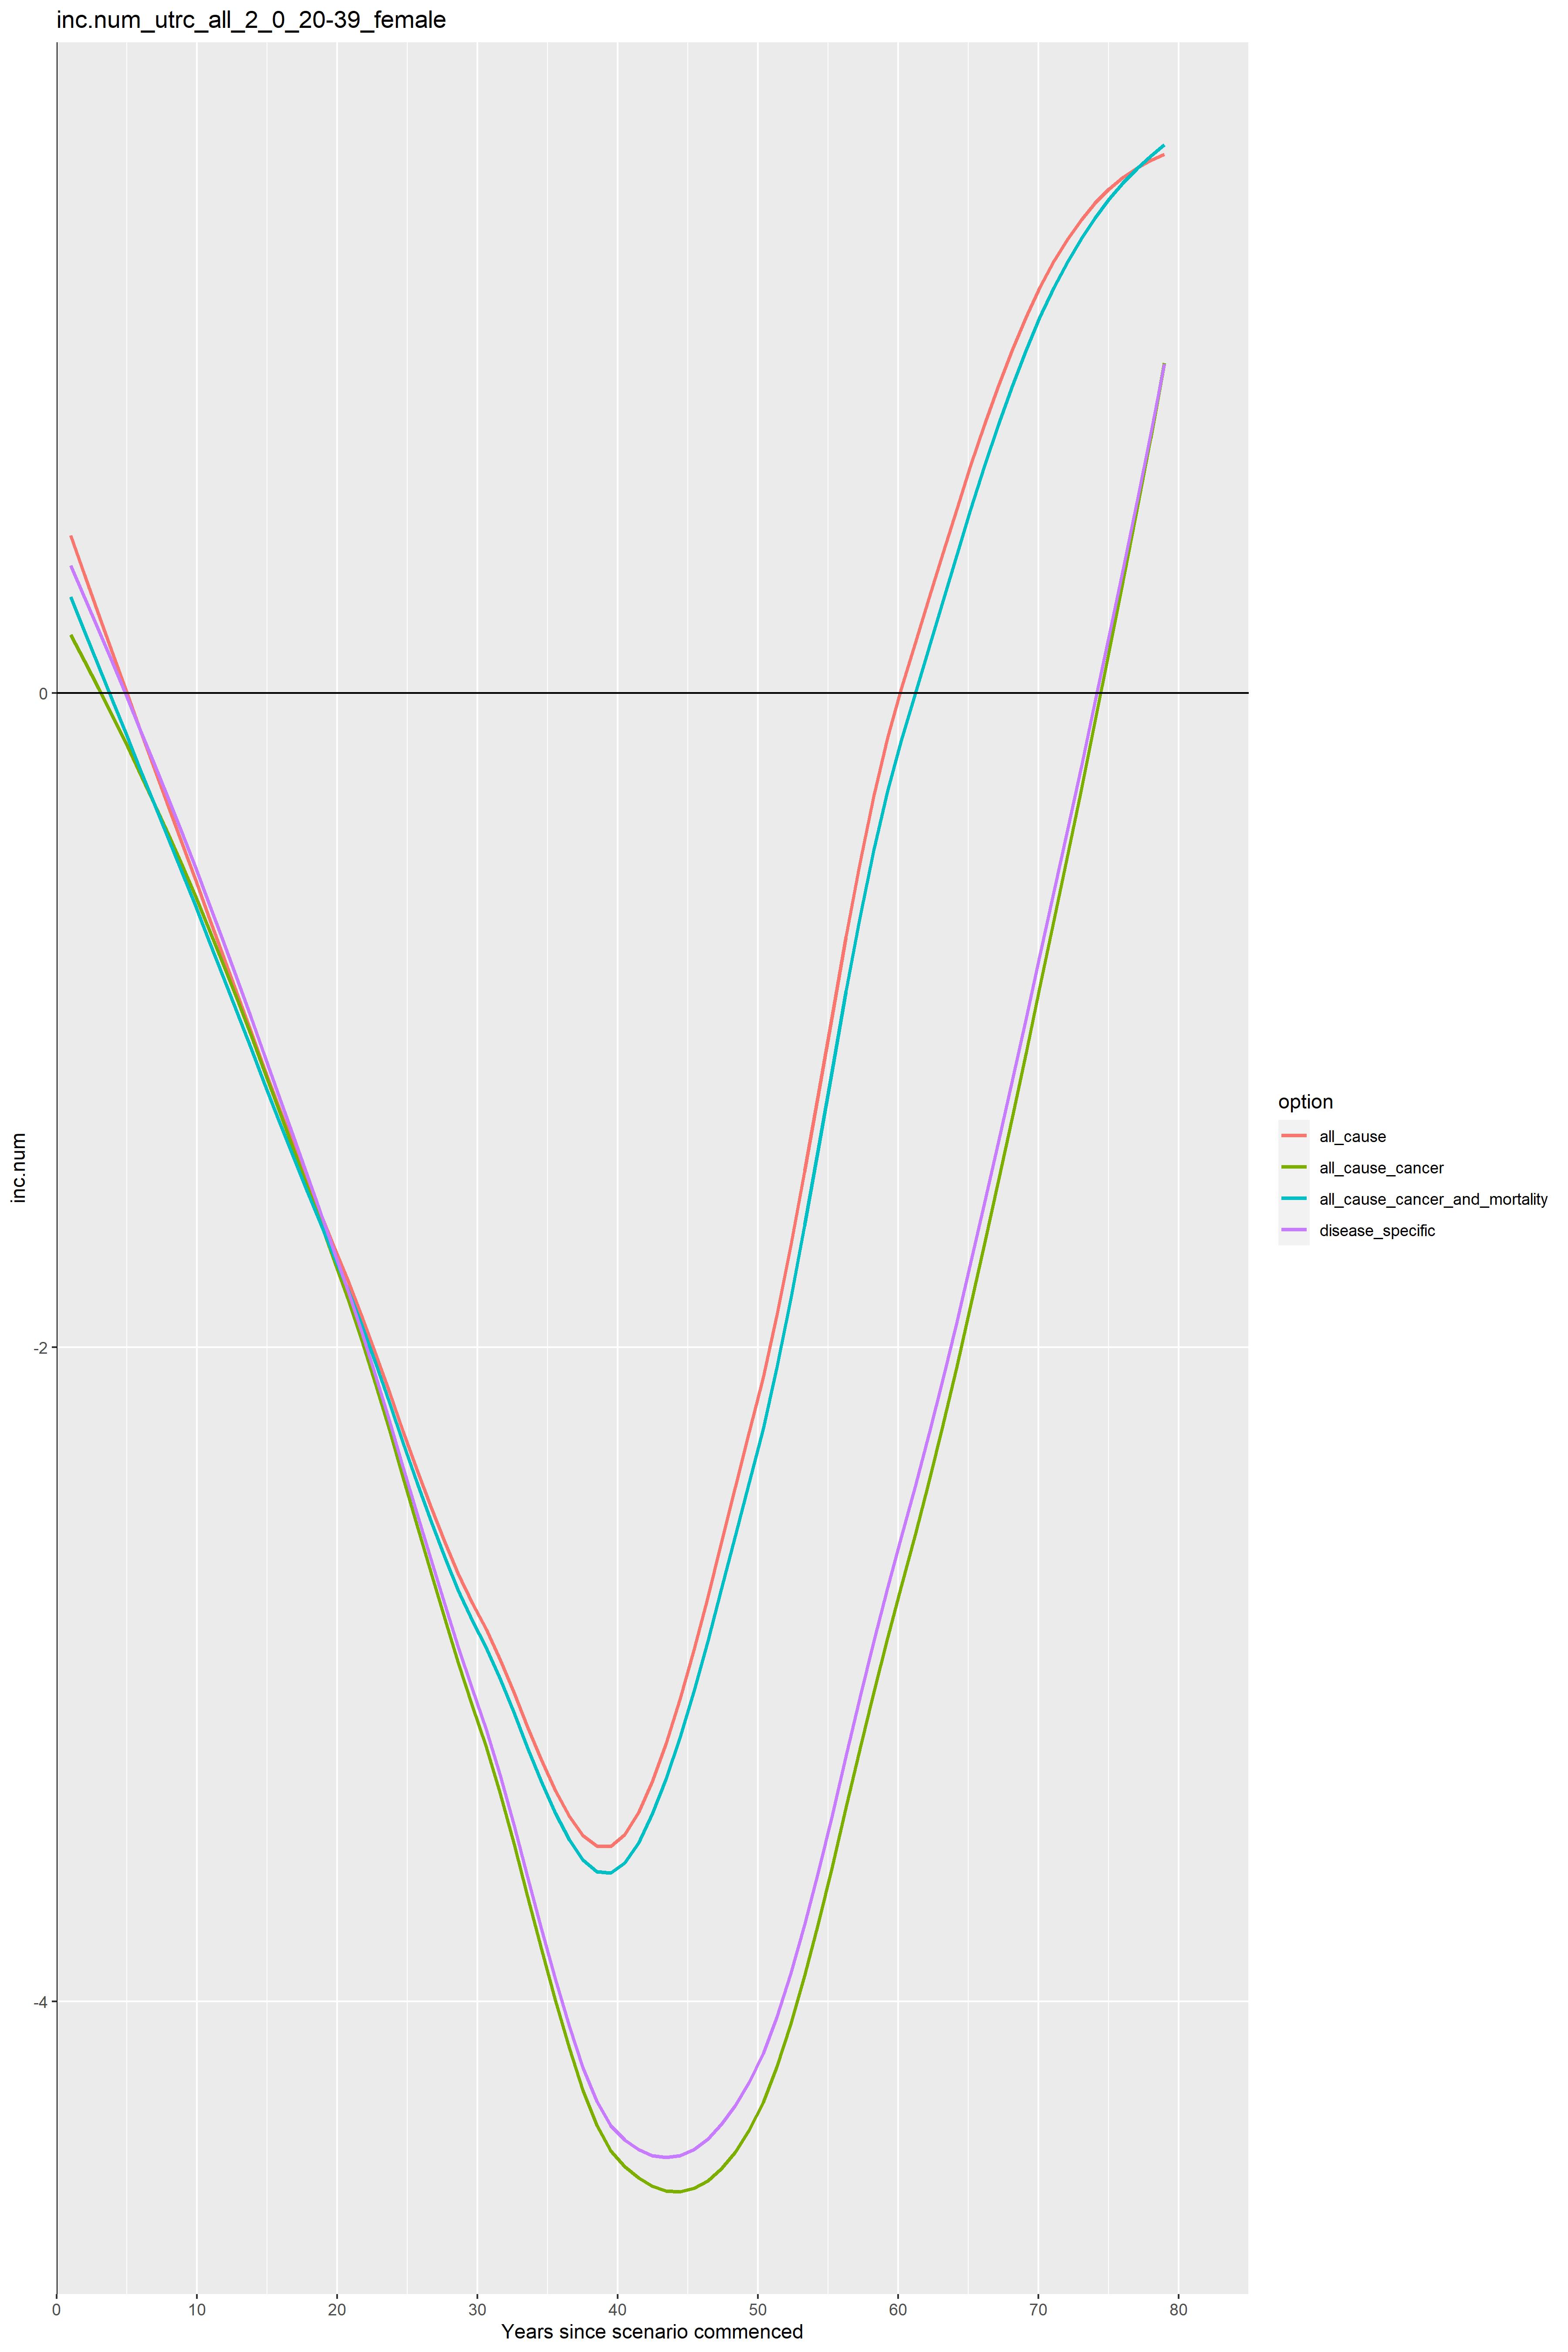 inc.num_utrc_all_2_0_20-39_female
inc.num
0
-2
-4
0 10 20 30 40 50 60 70 80
Years since scenario commenced
option
all_cause
all_cause_cancer
all_cause_cancer_and_mortality
disease_specific